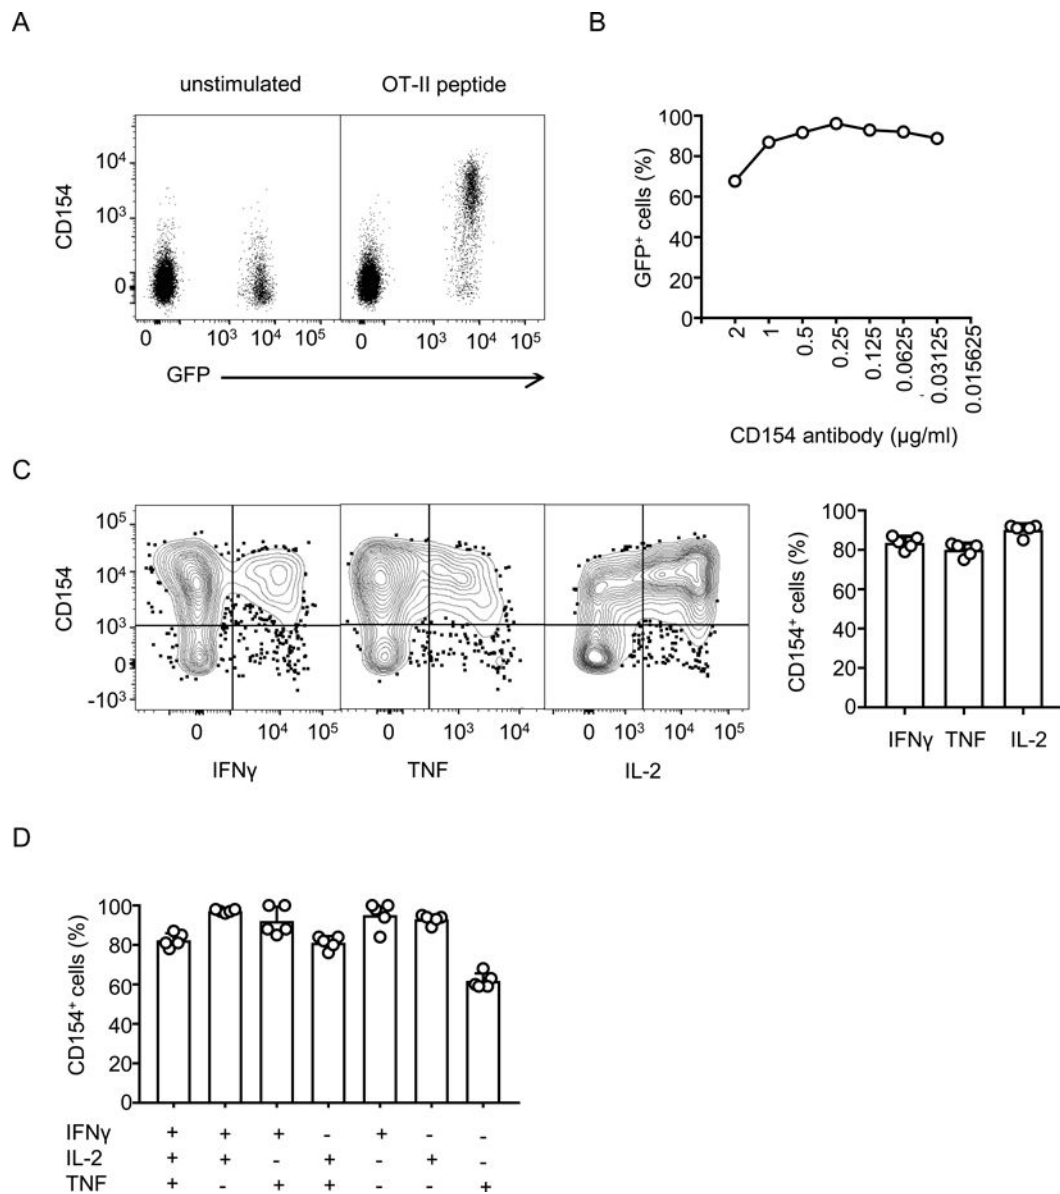 A
unstimulated OT-II peptide
CD154
10⁴
10³
0
0 10³ 10⁴ 10⁵ 0 10³ 10⁴ 10⁵
GFP
B
GFP⁺ cells (%)
100
80
60
40
20
0
2 1 0.5 0.25 0.125 0.0625 0.03125 0.015625
CD154 antibody (µg/ml)
C
CD154
10⁵
10⁴
10³
0
-10³
0 10⁴ 10⁵ 0 10³ 10⁴ 10⁵ 0 10³ 10⁴ 10⁵
IFNγ TNF IL-2
CD154⁺ cells (%)
100
80
60
40
20
0
IFNγ TNF IL-2
D
CD154⁺ cells (%)
100
80
60
40
20
0
IFNγ + + + - + - -
IL-2 + + - + - + -
TNF + - + + - - +